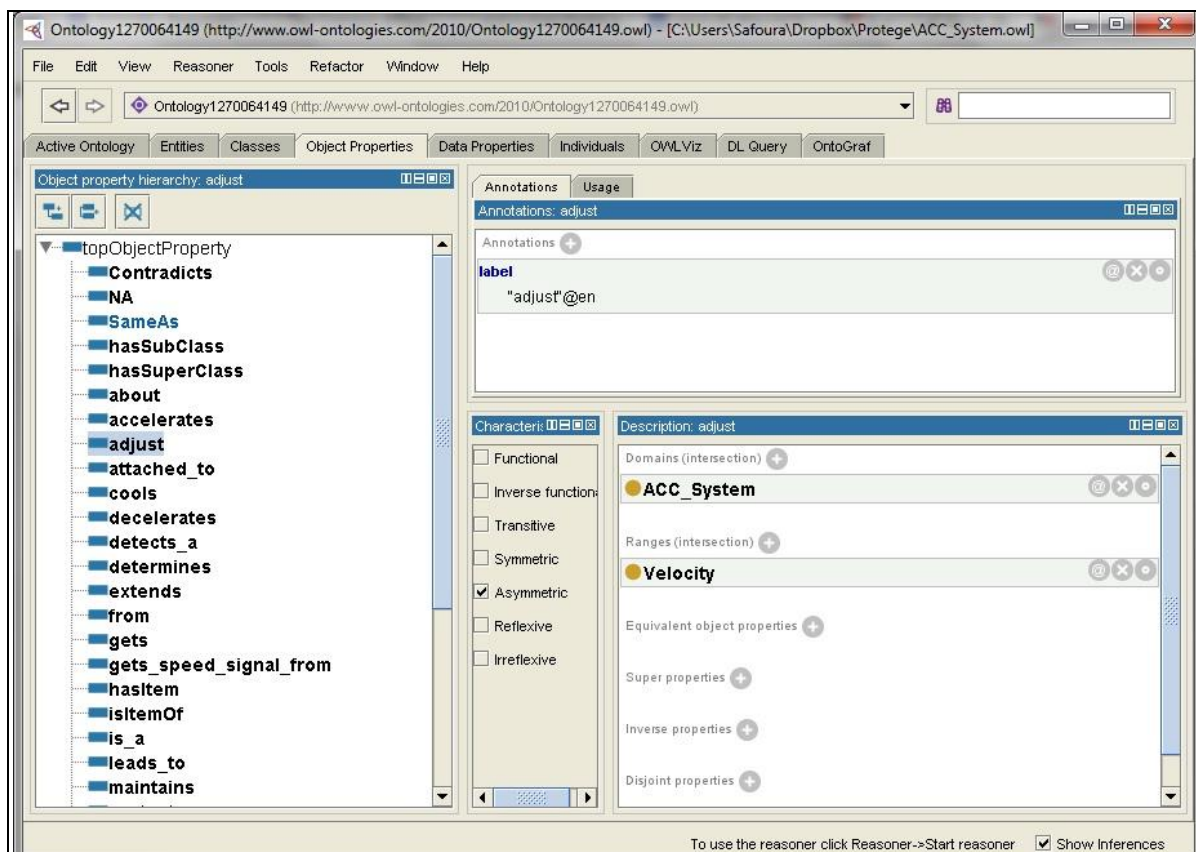 Ontology1270064149 (http://www.owl-ontologies.com/2010/Ontology1270064149.owl) - [C:\Users\Safoura\Dropbox\Protege\ACC_System.owl]
File Edit View Reasoner Tools Refactor Window Help
Ontology1270064149 (http://www.owl-ontologies.com/2010/Ontology1270064149.owl)
Active Ontology Entities Classes Object Properties Data Properties Individuals OWLViz DL Query OntoGraf
Object property hierarchy: adjust
topObjectProperty
Contradicts
NA
SameAs
hasSubClass
hasSuperClass
about
accelerates
adjust
attached_to
cools
decelerates
detects_a
determines
extends
from
gets
gets_speed_signal_from
hasItem
isItemOf
is_a
leads_to
maintains
Annotations Usage
Annotations: adjust
Annotations
label
"adjust"@en
Characteris
Functional
Inverse function
Transitive
Symmetric
Asymmetric
Reflexive
Irreflexive
Description: adjust
Domains (intersection)
ACC_System
Ranges (intersection)
Velocity
Equivalent object properties
Super properties
Inverse properties
Disjoint properties
To use the reasoner click Reasoner->Start reasoner Show Inferences